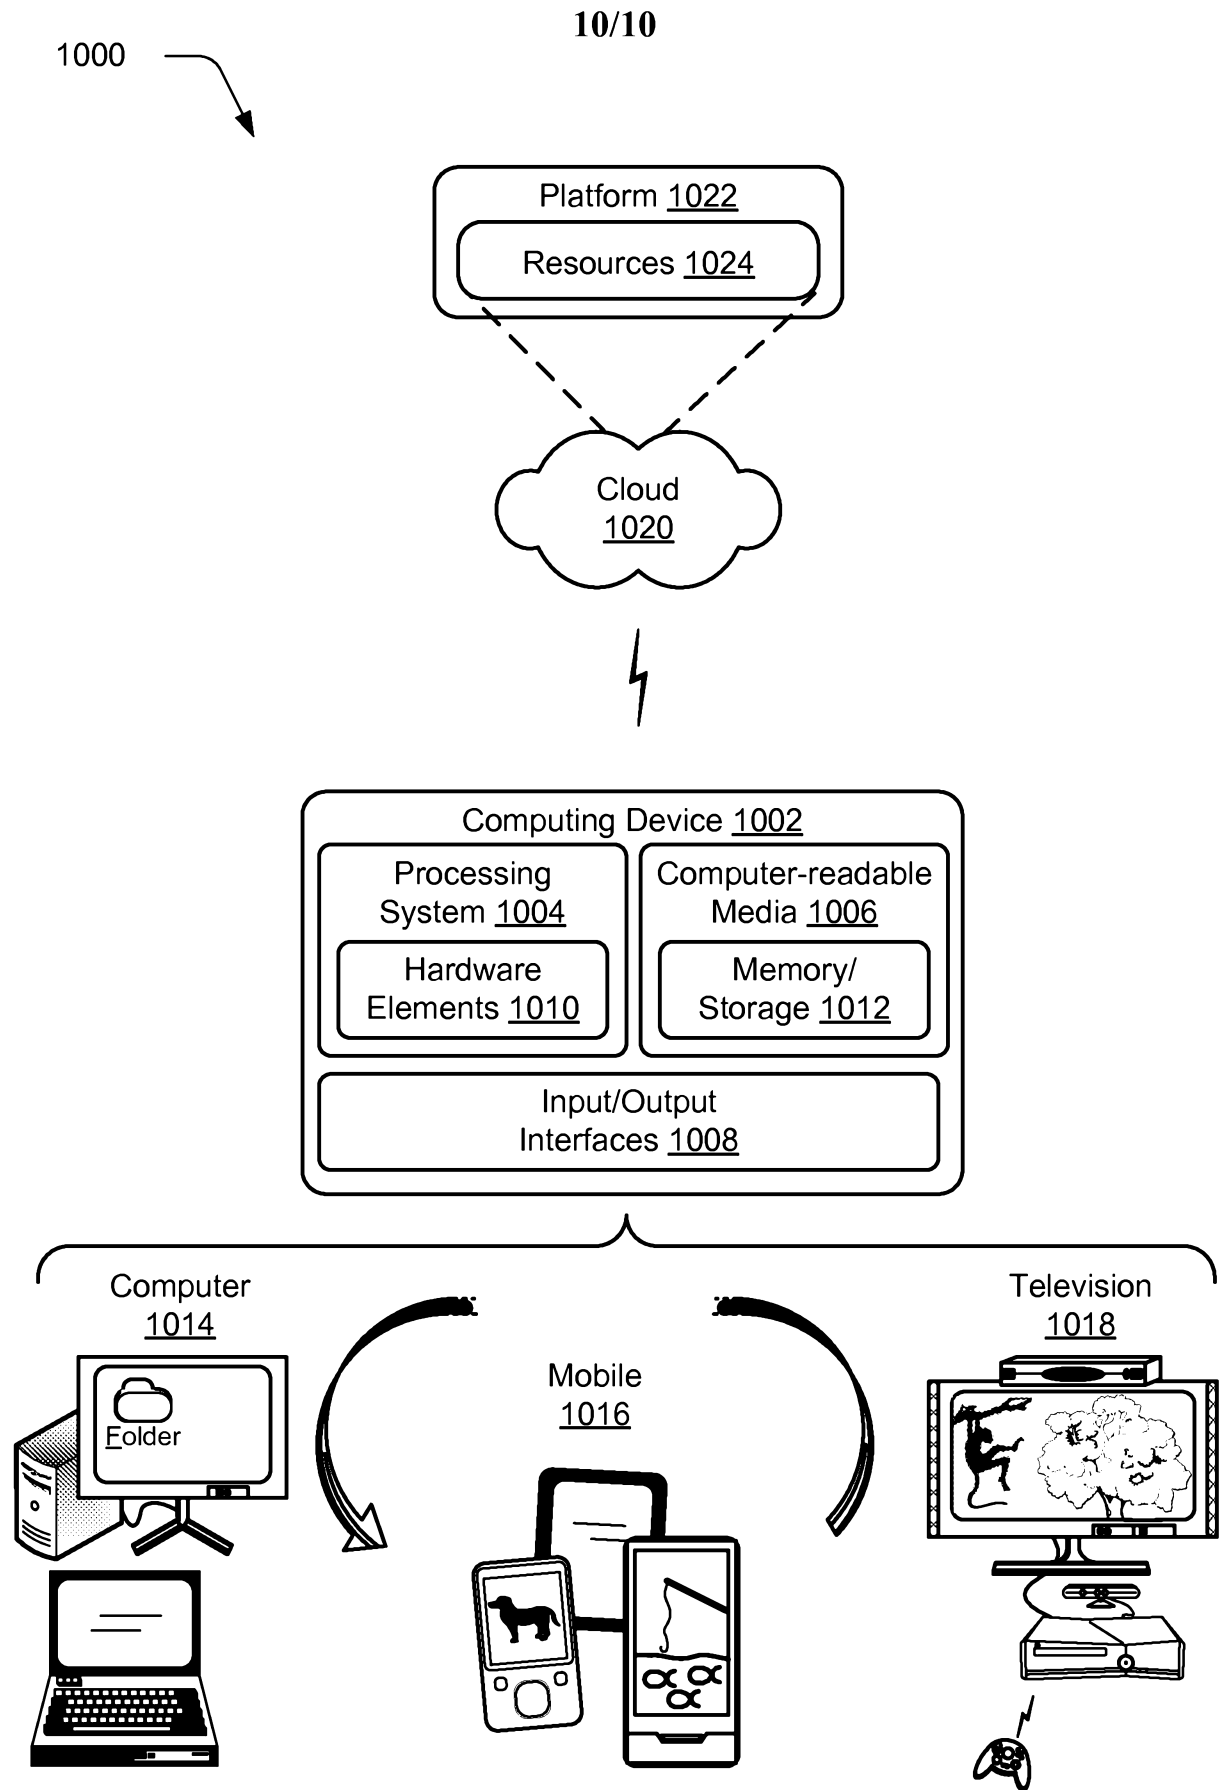 10/10
1000
Platform 1022
Resources 1024
Cloud
1020
Computing Device 1002
Processing
System 1004
Computer-readable
Media 1006
Hardware
Elements 1010
Memory/
Storage 1012
Input/Output
Interfaces 1008
Computer
1014
Mobile
1016
Television
1018
Folder